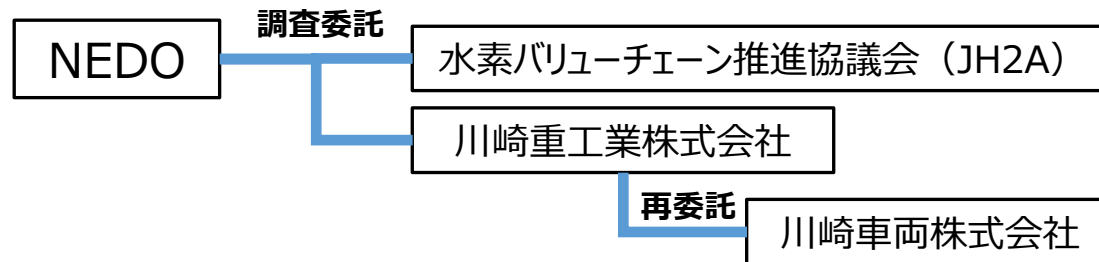 調査委託
NEDO
水素バリューチェーン推進協議会（JH2A）
川崎重工業株式会社
再委託
川崎車両株式会社